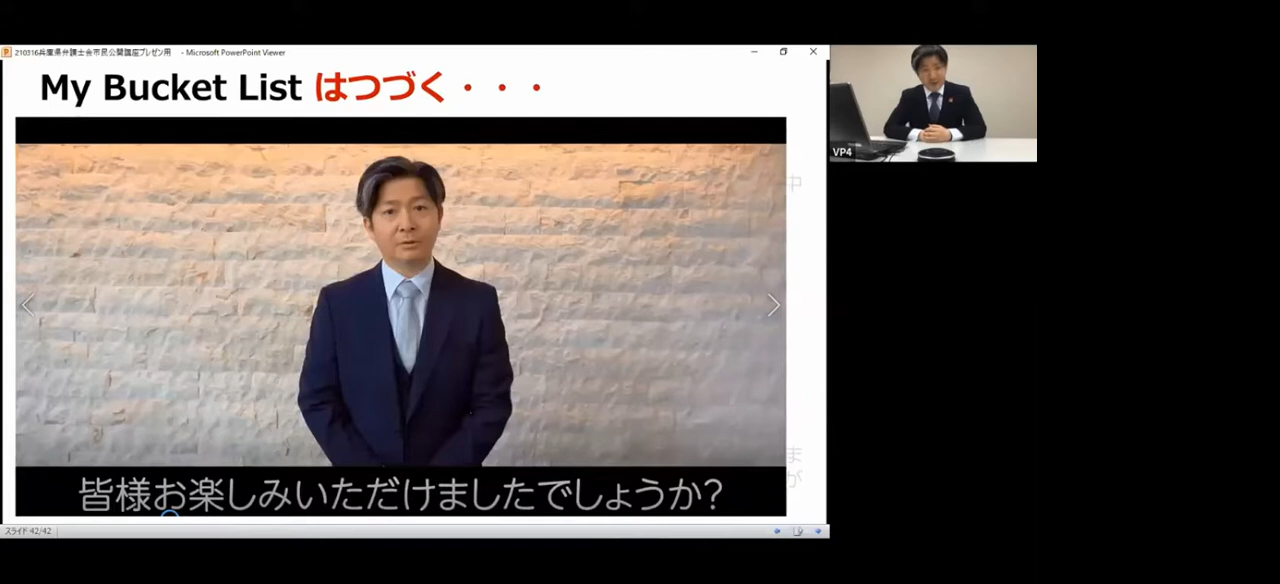 210316兵庫県弁護士会市民公開講座プレゼン用 - Microsoft PowerPoint Viewer
My Bucket List はつづく・・・
VP4
中
ま
が
皆様お楽しみいただけましたでしょうか?
スライド 42/42